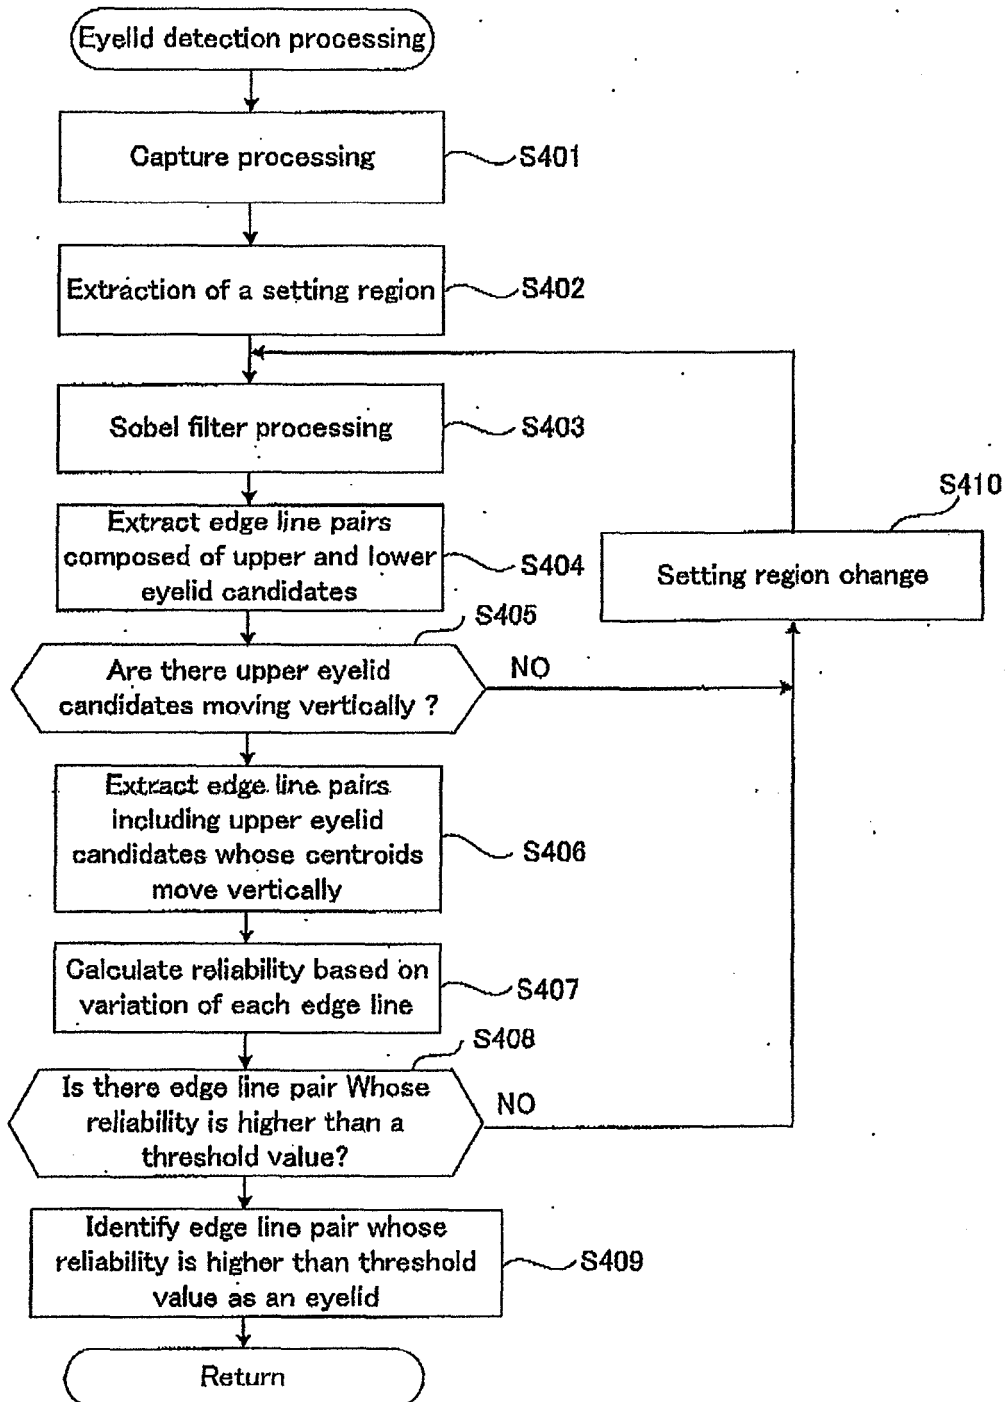 Eyelid detection processing
Capture processing
S401
Extraction of a setting region
S402
Sobel filter processing
S403
S410
Extract edge line pairs
composed of upper and lower
eyelid candidates
S404
Setting region change
S405
Are there upper eyelid
candidates moving vertically ?
NO
Extract edge line pairs
including upper eyelid
candidates whose centroids
move vertically
S406
Calculate reliability based on
variation of each edge line
S407
S408
Is there edge line pair Whose
reliability is higher than a
threshold value?
NO
Identify edge line pair whose
reliability is higher than threshold
value as an eyelid
S409
Return